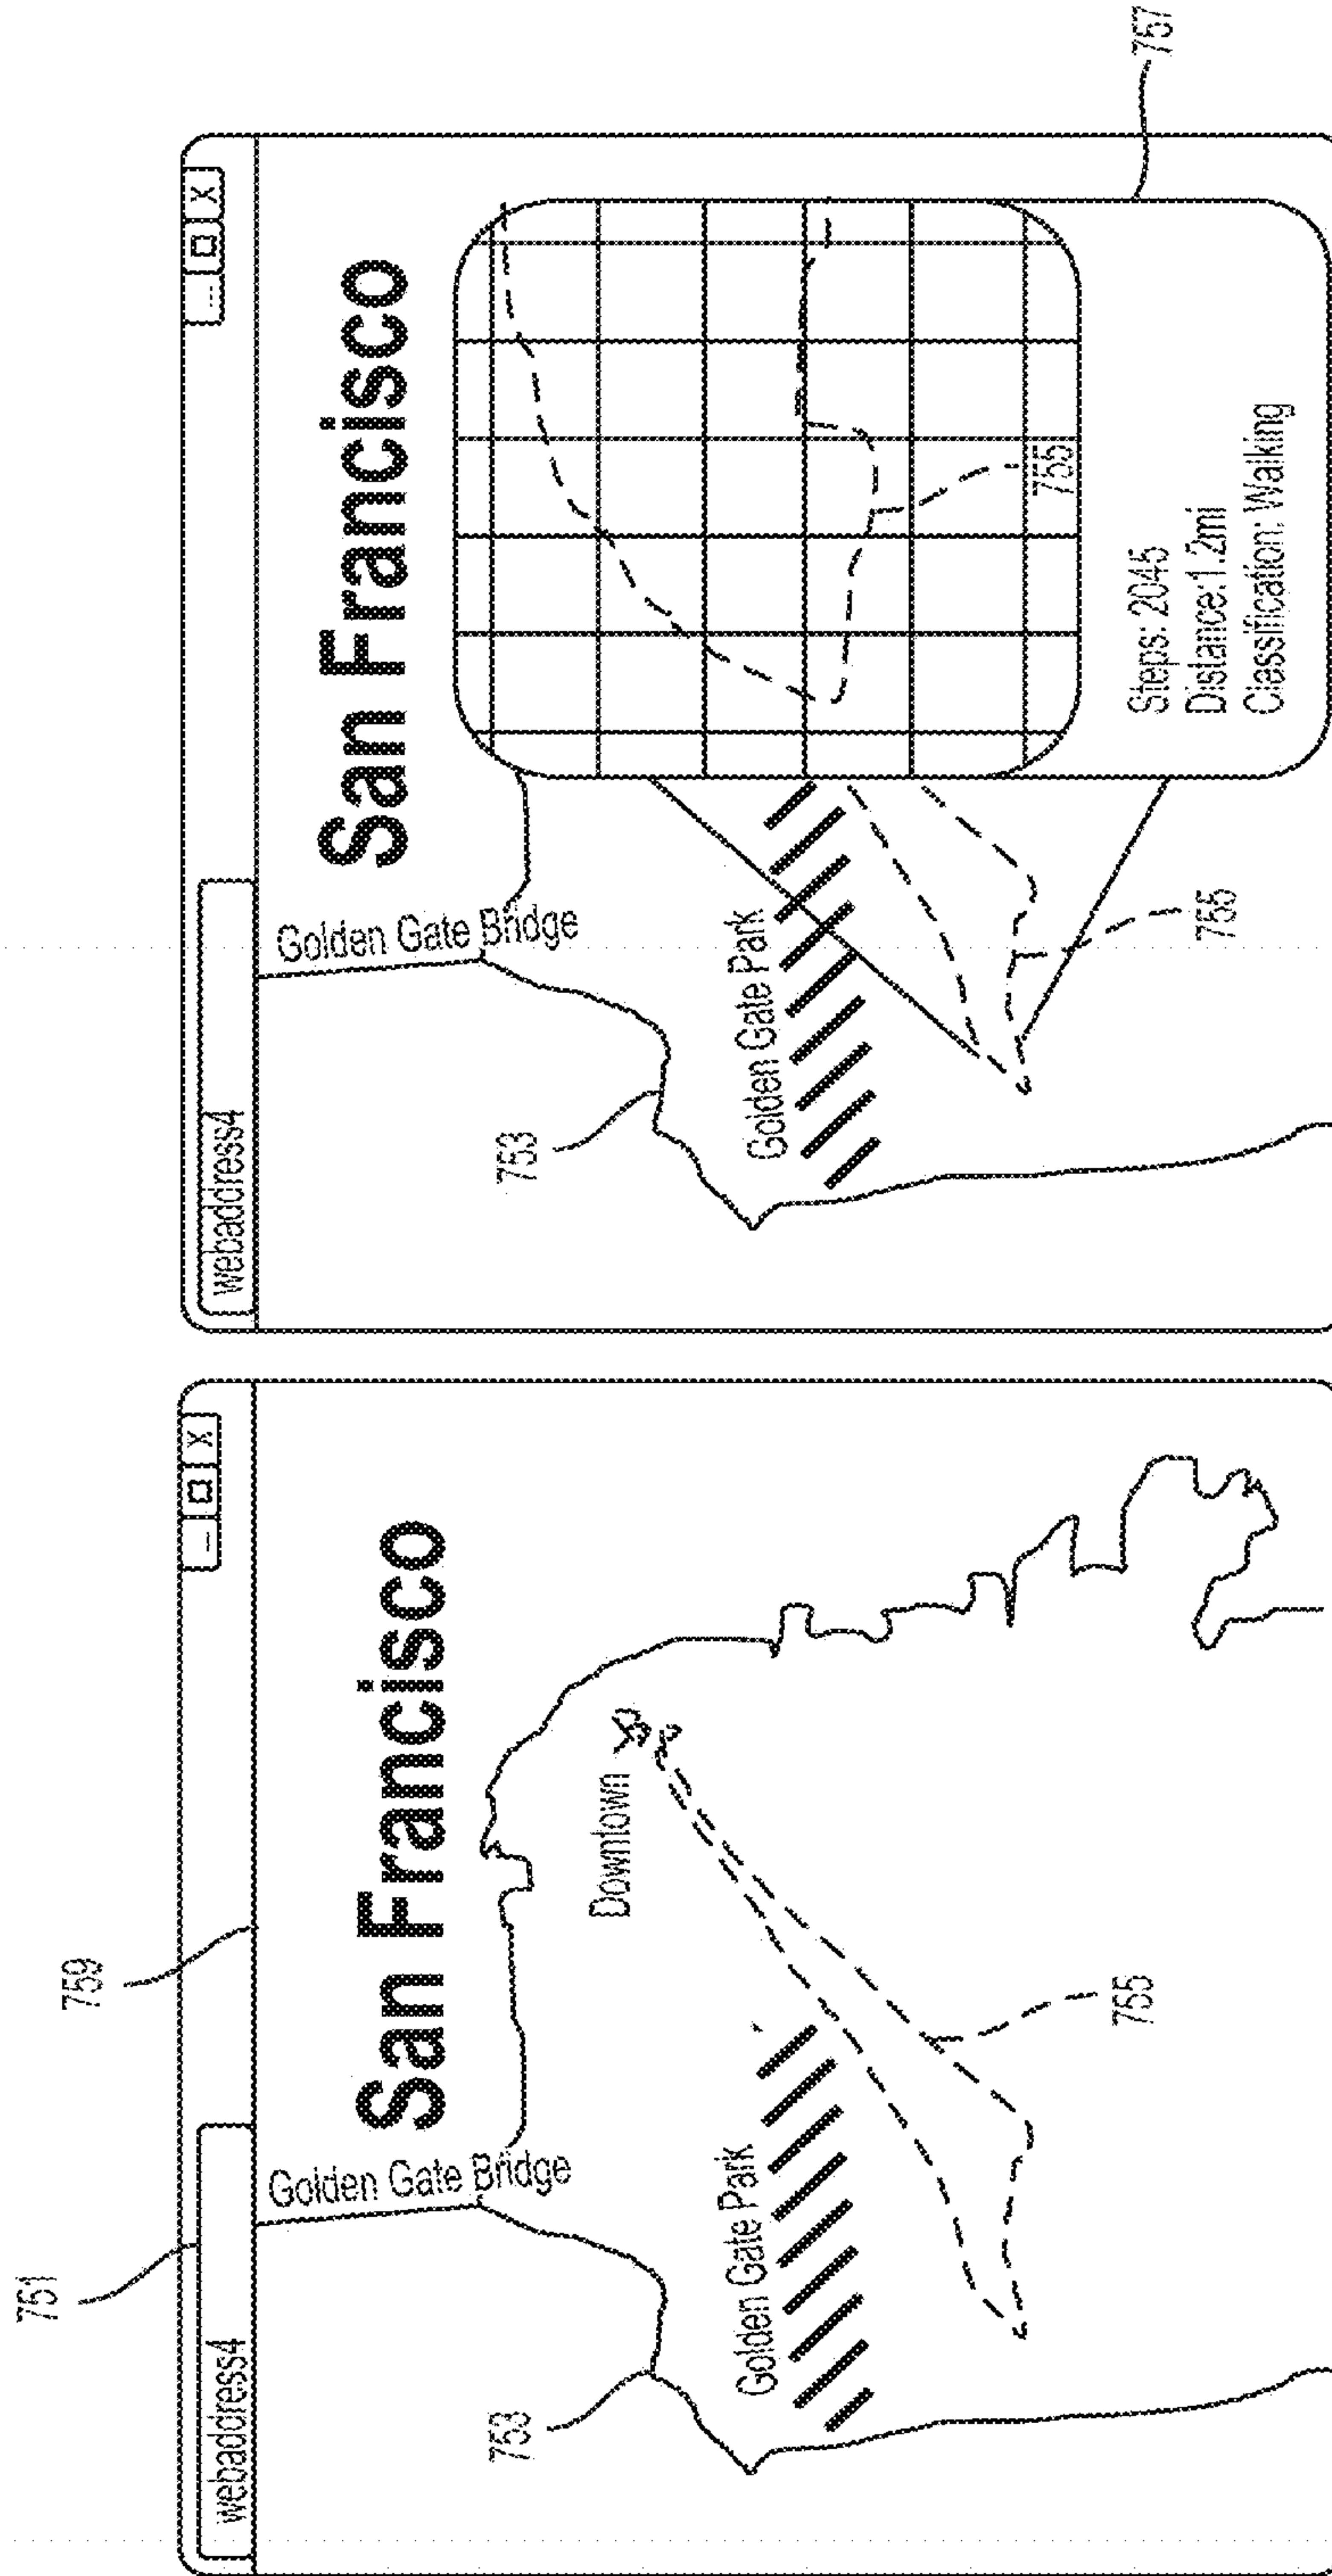 751
759
webaddress4
_ □ X
Golden Gate Bridge
San Francisco
753
Downtown
Golden Gate Park
755
webaddress4
... □ X
Golden Gate Bridge
San Francisco
753
Golden Gate Park
755
755
Steps: 2045
Distance:1.2mi
Classification: Walking
757